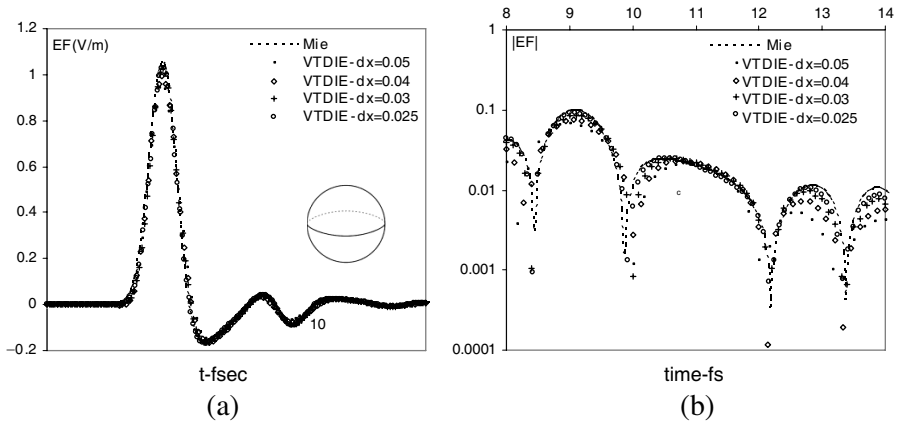 1.2
1
0.8
0.6
0.4
0.2
0
−0.2
EF(V/m)
Mie
VTDIE-dx=0.05
VTDIE-dx=0.04
VTDIE-dx=0.03
VTDIE-dx=0.025
10
t-fsec
(a)
8 9 10 11 12 13 14
1
0.1
0.01
0.001
0.0001
|EF|
Mie
VTDIE-dx=0.05
VTDIE-dx=0.04
VTDIE-dx=0.03
VTDIE-dx=0.025
c
time-fs
(b)